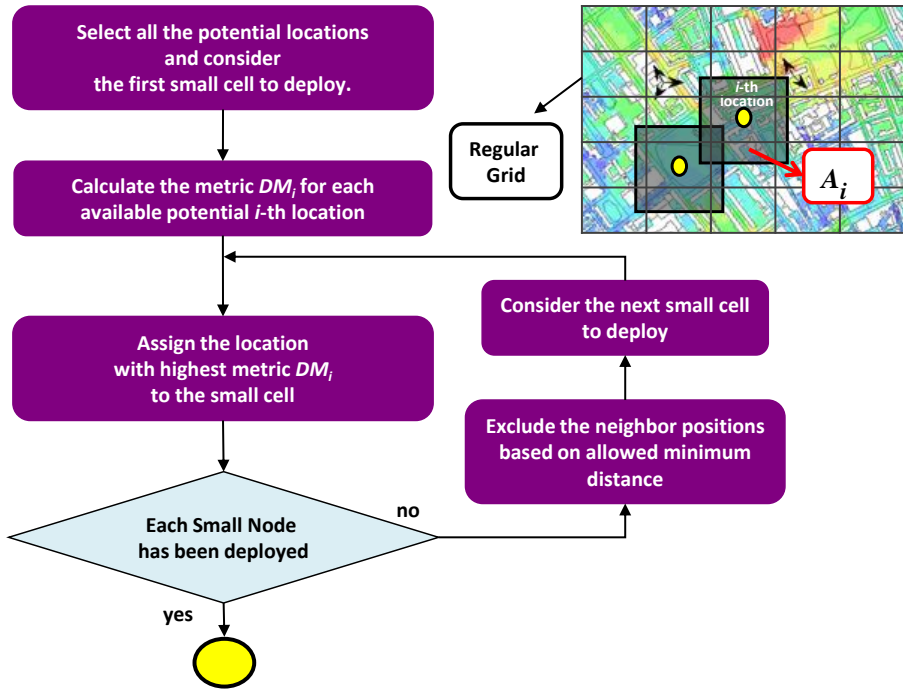 Select all the potential locations
and consider
the first small cell to deploy.
Calculate the metric DMi for each
available potential i-th location
Assign the location
with highest metric DMi
to the small cell
Each Small Node
has been deployed
no
yes
Exclude the neighbor positions
based on allowed minimum
distance
Consider the next small cell
to deploy
Regular
Grid
i-th
location
Ai